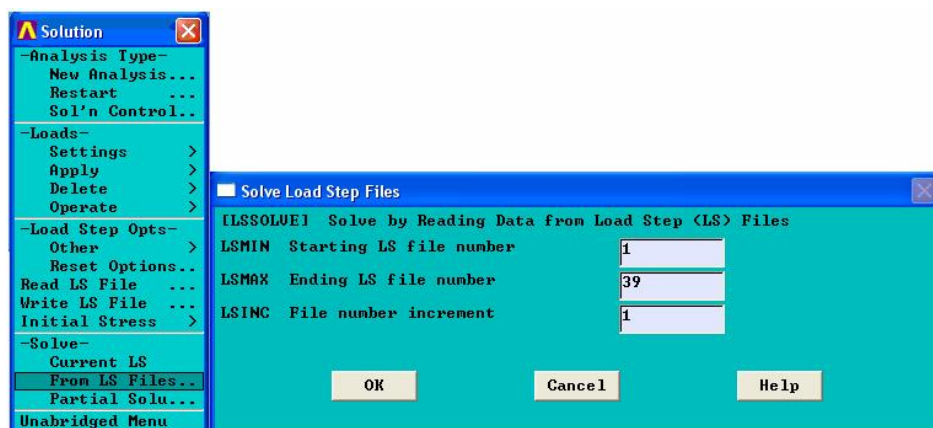 Solution
-Analysis Type-
New Analysis...
Restart ...
Sol'n Control..
-Loads-
Settings >
Apply >
Delete >
Operate >
-Load Step Opts-
Other >
Reset Options..
Read LS File ...
Write LS File ...
Initial Stress >
-Solve-
Current LS
From LS Files..
Partial Solu...
Unabridged Menu
Solve Load Step Files
[LSSOLVE] Solve by Reading Data from Load Step (LS) Files
LSMIN Starting LS file number 1
LSMAX Ending LS file number 39
LSINC File number increment 1
OK Cancel Help